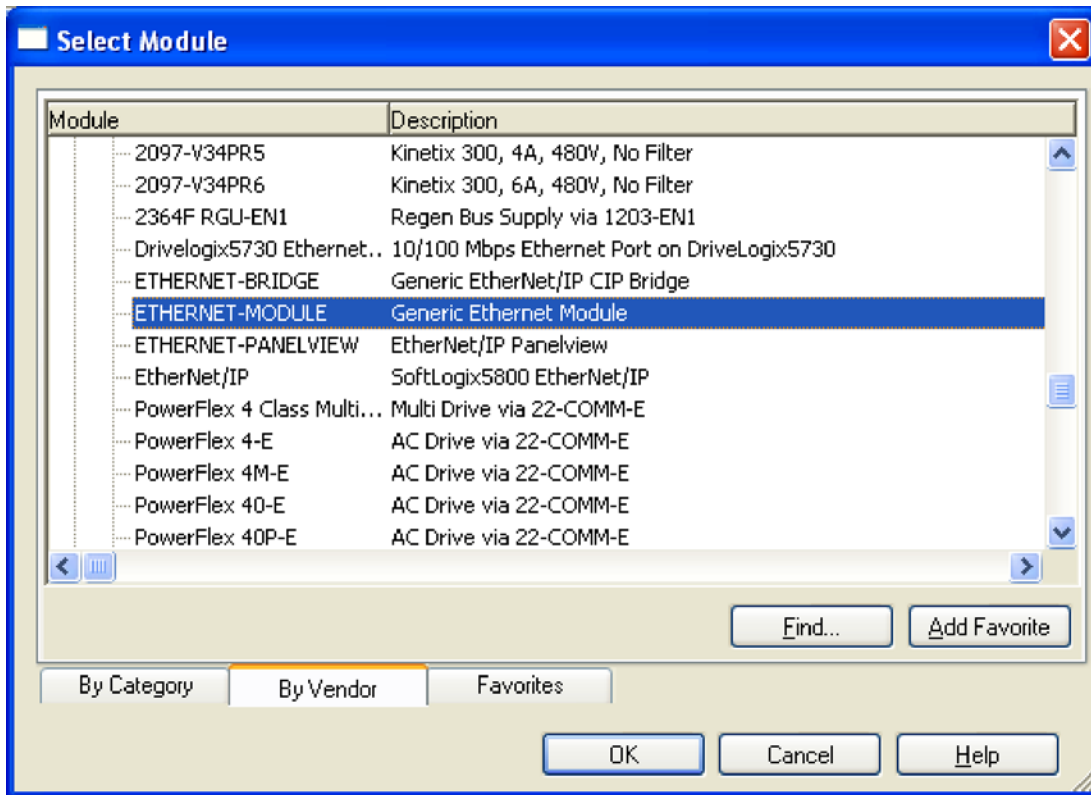 Select Module
Module Description
2097-V34PR5 Kinetix 300, 4A, 480V, No Filter
2097-V34PR6 Kinetix 300, 6A, 480V, No Filter
2364F RGU-EN1 Regen Bus Supply via 1203-EN1
Drivelogix5730 Ethernet... 10/100 Mbps Ethernet Port on DriveLogix5730
ETHERNET-BRIDGE Generic EtherNet/IP CIP Bridge
ETHERNET-MODULE Generic Ethernet Module
ETHERNET-PANELVIEW EtherNet/IP Panelview
EtherNet/IP SoftLogix5800 EtherNet/IP
PowerFlex 4 Class Multi... Multi Drive via 22-COMM-E
PowerFlex 4-E AC Drive via 22-COMM-E
PowerFlex 4M-E AC Drive via 22-COMM-E
PowerFlex 40-E AC Drive via 22-COMM-E
PowerFlex 40P-E AC Drive via 22-COMM-E
Find... Add Favorite
By Category By Vendor Favorites
OK Cancel Help